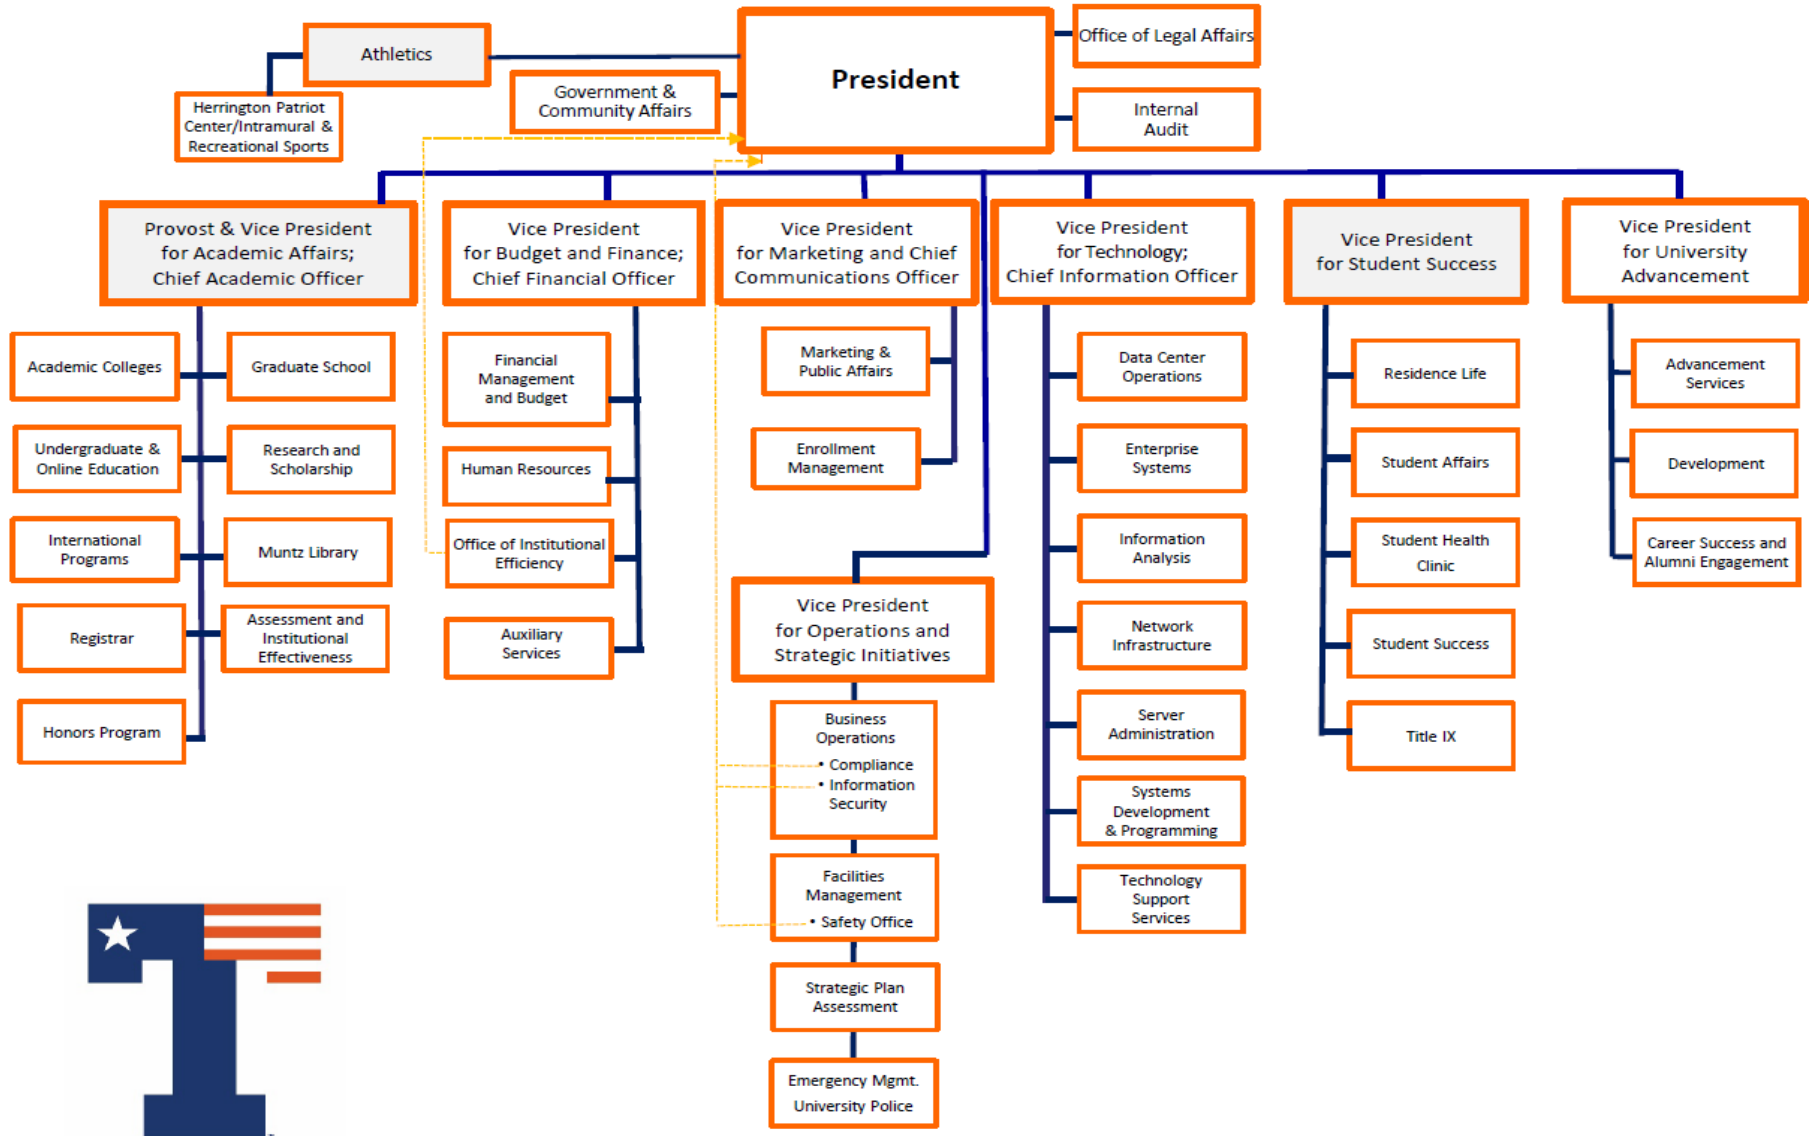 Athletics
President
Office of Legal Affairs
Government &
Community Affairs
Herrington Patriot
Center/Intramural &
Recreational Sports
Internal
Audit
Provost & Vice President
for Academic Affairs;
Chief Academic Officer
Vice President
for Budget and Finance;
Chief Financial Officer
Vice President
for Marketing and Chief
Communications Officer
Vice President
for Technology;
Chief Information Officer
Vice President
for Student Success
Vice President
for University
Advancement
Academic Colleges
Graduate School
Undergraduate &
Online Education
Research and
Scholarship
International
Programs
Muntz Library
Registrar
Assessment and
Institutional
Effectiveness
Honors Program
Financial
Management
and Budget
Human Resources
Office of Institutional
Efficiency
Auxiliary
Services
Marketing &
Public Affairs
Enrollment
Management
Vice President
for Operations and
Strategic Initiatives
Business
Operations
• Compliance
• Information
Security
Facilities
Management
• Safety Office
Strategic Plan
Assessment
Emergency Mgmt.
University Police
Data Center
Operations
Enterprise
Systems
Information
Analysis
Network
Infrastructure
Server
Administration
Systems
Development
& Programming
Technology
Support
Services
Residence Life
Student Affairs
Student Health
Clinic
Student Success
Title IX
Advancement
Services
Development
Career Success and
Alumni Engagement
T